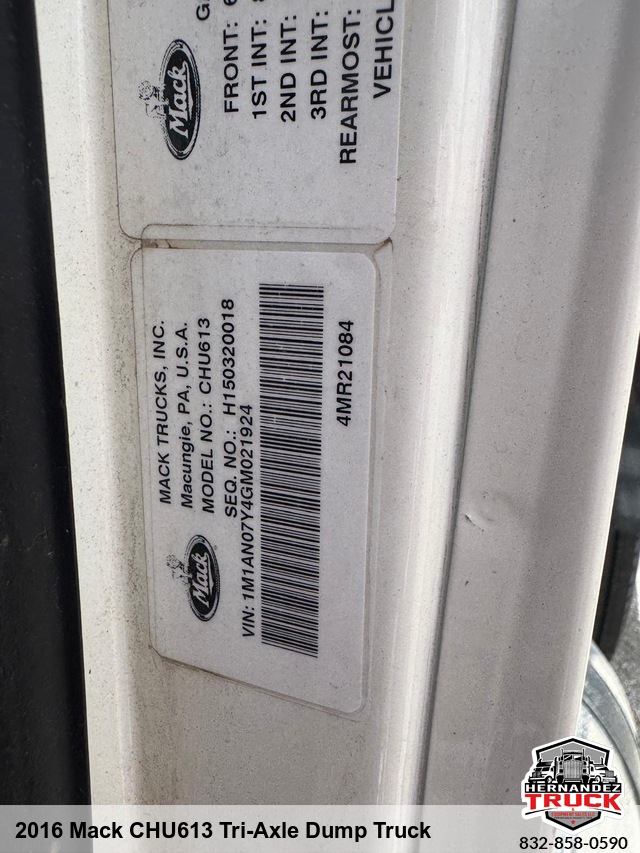 Mack
G
FRONT: 6
1ST INT:
2ND INT:
3RD INT:
REARMOST:
VEHICL
Mack
MACK TRUCKS, INC.
Macungie, PA, U.S.A.
MODEL NO.: CHU613
SEQ. NO.: H150320018
VIN: 1M1AN07Y4GM021924
4MR21084
2016 Mack CHU613 Tri-Axle Dump Truck
HERNANDEZ
TRUCK
832-858-0590